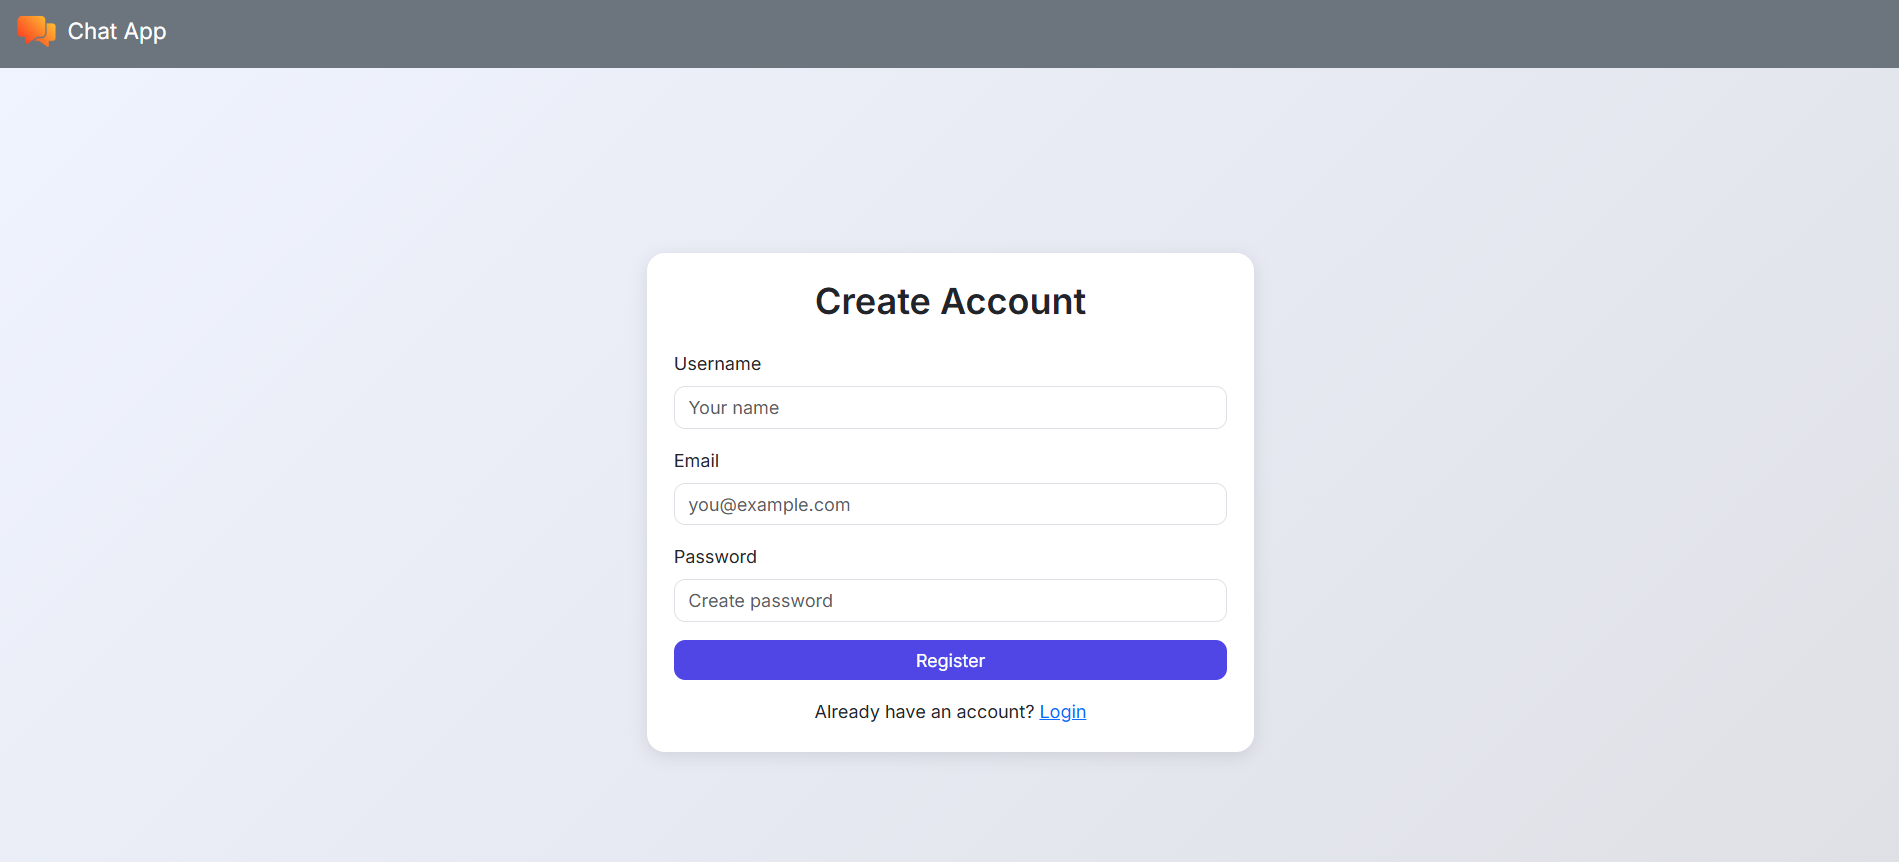 Chat App
Create Account
Username
Your name
Email
you@example.com
Password
Create password
Register
Already have an account? Login